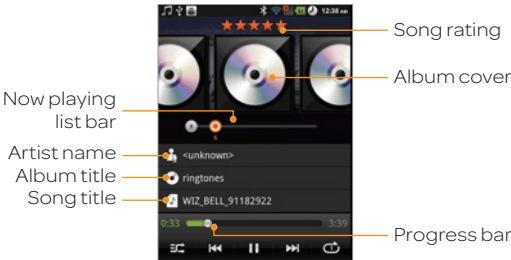 12:38 AM
Song rating
Album cover
Now playing
list bar
Artist name
<unknown>
Album title
ringtones
Song title
WIZ_BELL_91182922
0:33
3:39
Progress bar